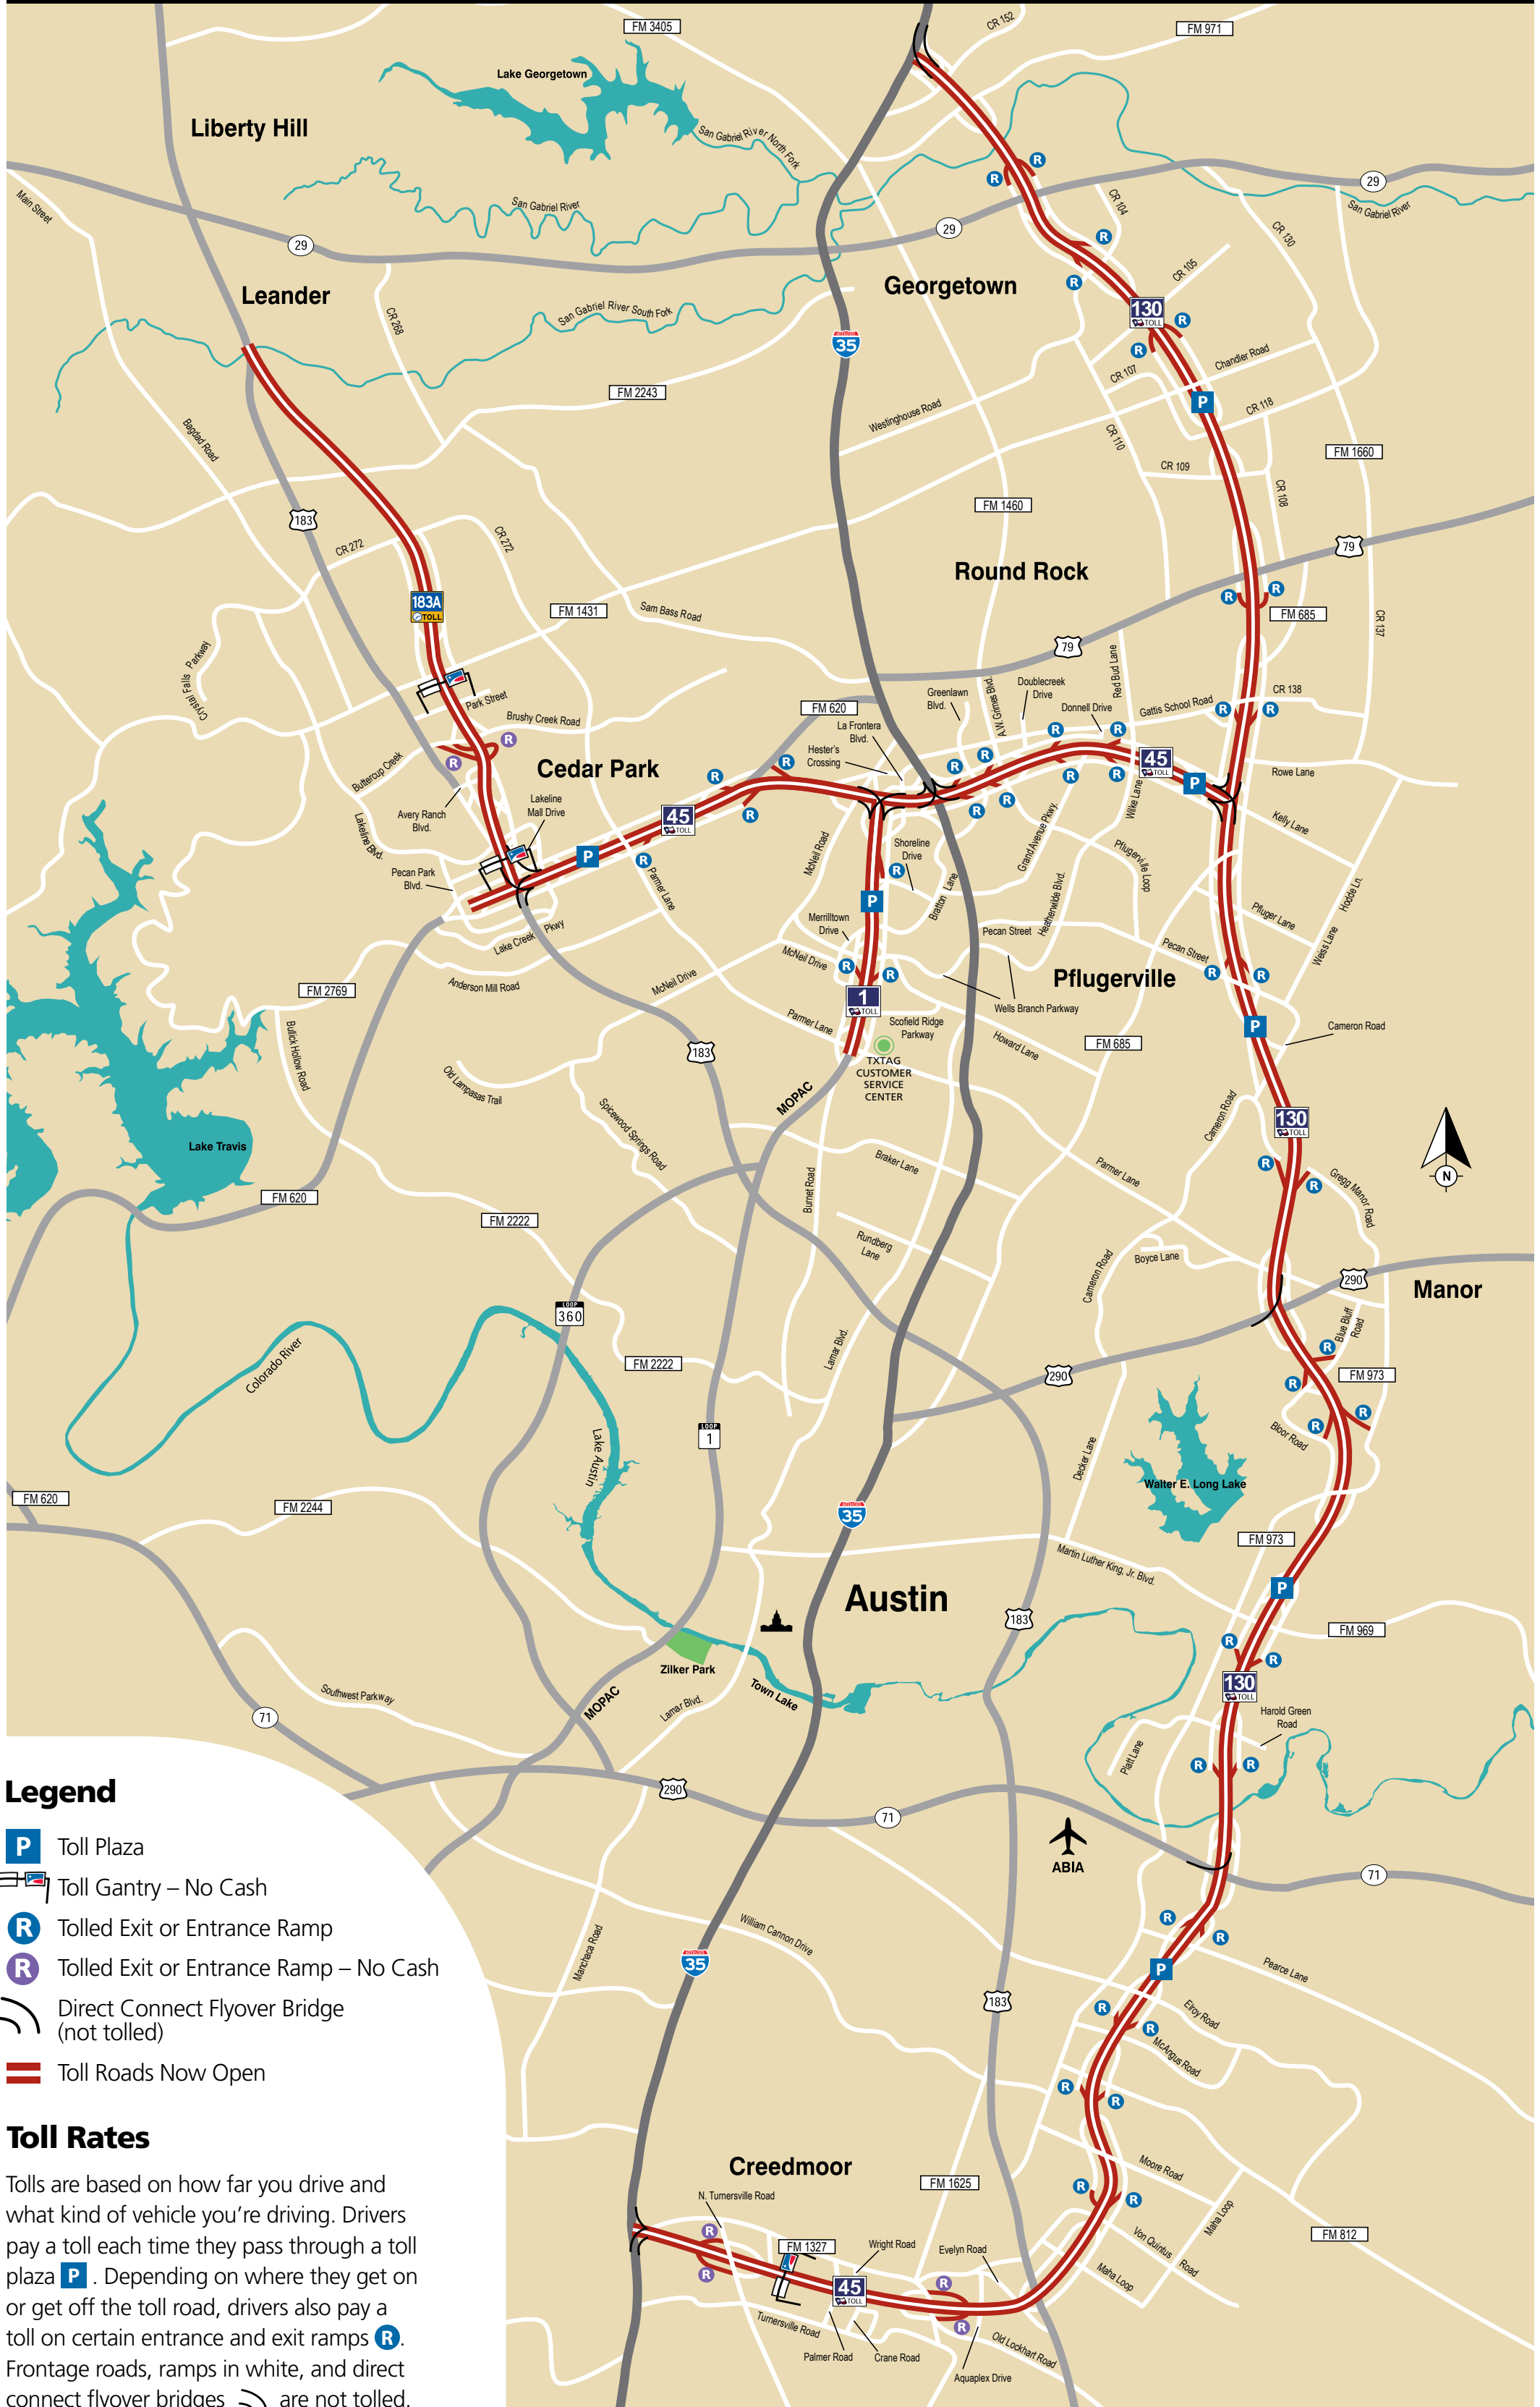 FM 3405
CR 152
FM 971
Lake Georgetown
Liberty Hill
San Gabriel River North Fork
Main Street
San Gabriel River
29
San Gabriel River
CR 104
CR 130
29
29
Georgetown
Leander
CR 268
San Gabriel River South Fork
CR 105
130
TOLL
INTERSTATE
35
R
R
R
R
R
R
Chandler Road
CR 107
FM 2243
P
CR 118
Westinghouse Road
Bagdad Road
CR 110
FM 1660
CR 109
CR 108
FM 1460
183
CR 272
CR 272
79
Round Rock
183A
TOLL
FM 1431
Sam Bass Road
R
R
FM 685
CR 137
79
Crystal Falls Parkway
Park Street
Brushy Creek Road
FM 620
La Frontera
Blvd.
Hester's
Crossing
Greenlawn
Blvd.
A.W. Grimes Blvd.
Doublecreek
Drive
Red Bud Lane
Donnell Drive
Gattis School Road
CR 138
R
R
R
R
Buttercup Creek
Cedar Park
R
R
R
R
R
R
R
R
R
R
R
45
TOLL
P
Rowe Lane
Avery Ranch
Blvd.
Lakeline
Mall Drive
45
TOLL
Lakeline Blvd.
Pecan Park
Blvd.
P
R
Parmer Lane
McNeil Road
Shoreline
Drive
R
Bratton Lane
Grand Avenue Pkwy.
Wilke Lane
Kelly Lane
Pflugerville Loop
Heatherwilde Blvd.
Hodde Ln.
P
Merrilltown
Drive
Pecan Street
Pfluger Lane
Weiss Lane
Lake Creek Pkwy
McNeil Drive
Pecan Street
R
R
R
R
Anderson Mill Road
McNeil Drive
Pflugerville
FM 2769
1
TOLL
Wells Branch Parkway
Parmer Lane
Scofield Ridge
Parkway
Howard Lane
FM 685
P
Cameron Road
Bullick Hollow Road
183
TXTAG
CUSTOMER
SERVICE
CENTER
Old Lampasas Trail
MOPAC
Spicewood Springs Road
Cameron Road
130
TOLL
Lake Travis
Burnet Road
Braker Lane
Parmer Lane
R
R
Gregg Manor Road
N
FM 620
FM 2222
Rundberg
Lane
Cameron Road
Boyce Lane
290
Manor
LOOP
360
Blue Bluff
Road
Lamar Blvd.
Colorado River
FM 2222
290
R
R
FM 973
LOOP
1
R
R
Bloor Road
Lake Austin
Decker Lane
Walter E. Long Lake
FM 620
FM 2244
INTERSTATE
35
FM 973
Martin Luther King, Jr. Blvd.
P
Austin
183
FM 969
R
R
Zilker Park
130
TOLL
Southwest Parkway
MOPAC
Lamar Blvd.
Town Lake
71
Harold Green
Road
Platt Lane
R
R
290
71
ABIA
71
Legend
P Toll Plaza
Toll Gantry – No Cash
R Tolled Exit or Entrance Ramp
R Tolled Exit or Entrance Ramp – No Cash
Direct Connect Flyover Bridge
(not tolled)
Toll Roads Now Open
William Cannon Drive
R
R
Manchaca Road
INTERSTATE
35
P
Pearce Lane
183
R
R
Elroy Road
McAngus Road
R
R
Toll Rates
Tolls are based on how far you drive and
what kind of vehicle you're driving. Drivers
pay a toll each time they pass through a toll
plaza P . Depending on where they get on
or get off the toll road, drivers also pay a
toll on certain entrance and exit ramps R.
Frontage roads, ramps in white, and direct
connect flyover bridges are not tolled.
Creedmoor
FM 1625
Moore Road
R
R
N. Turnersville Road
R
R
FM 1327
Wright Road
Evelyn Road
Maha Loop
Von Quintus Road
FM 812
45
TOLL
R
R
Maha Loop
Turnersville Road
Palmer Road
Crane Road
Old Lockhart Road
Aquaplex Drive